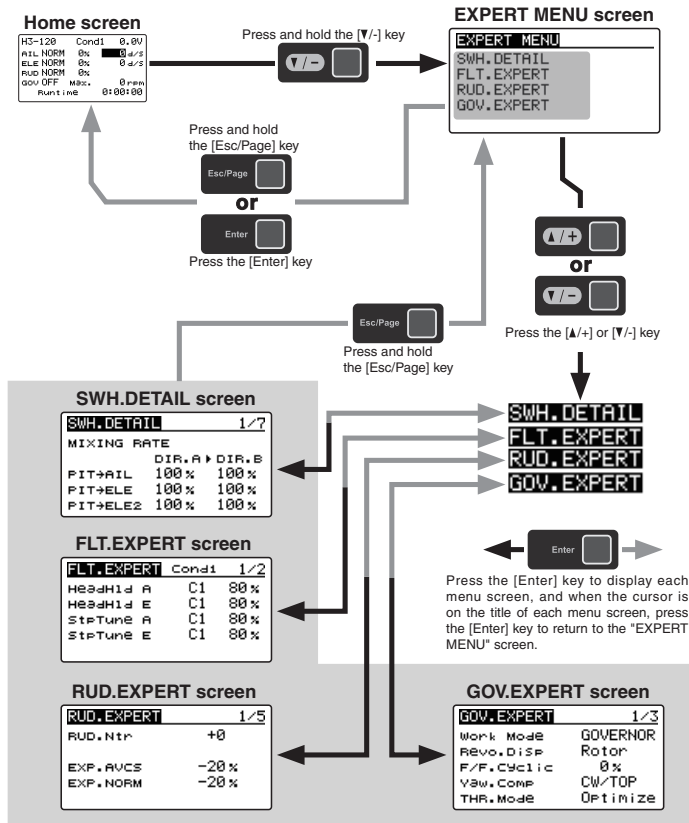 Home screen
H3-120 Cond1 0.0V
AIL NORM 0% 0 d/s
ELE NORM 0% 0 d/s
RUD NORM 0%
GOV OFF Max. 0 rpm
Runtime 0:00:00
Press and hold the [▼/-] key
▼/-
EXPERT MENU screen
EXPERT MENU
SWH.DETAIL
FLT.EXPERT
RUD.EXPERT
GOV.EXPERT
Press and hold
the [Esc/Page] key
Esc/Page
or
Enter
Press the [Enter] key
▲/+
or
▼/-
Press the [▲/+] or [▼/-] key
Esc/Page
Press and hold
the [Esc/Page] key
SWH.DETAIL screen
SWH.DETAIL 1/7
MIXING RATE
DIR.A▶DIR.B
PIT→AIL 100% 100%
PIT→ELE 100% 100%
PIT→ELE2 100% 100%
SWH.DETAIL
FLT.EXPERT
RUD.EXPERT
GOV.EXPERT
Enter
Press the [Enter] key to display each
menu screen, and when the cursor is
on the title of each menu screen, press
the [Enter] key to return to the "EXPERT
MENU" screen.
FLT.EXPERT screen
FLT.EXPERT Cond1 1/2
HeadHld A C1 80%
HeadHld E C1 80%
StpTune A C1 80%
StpTune E C1 80%
RUD.EXPERT screen
RUD.EXPERT 1/5
RUD.Ntr +0
EXP.AVCS -20%
EXP.NORM -20%
GOV.EXPERT screen
GOV.EXPERT 1/3
Work Mode GOVERNOR
Revo.Disp Rotor
F/F.Cyclic 0%
Yaw.Comp CW/TOP
THR.Mode Optimize